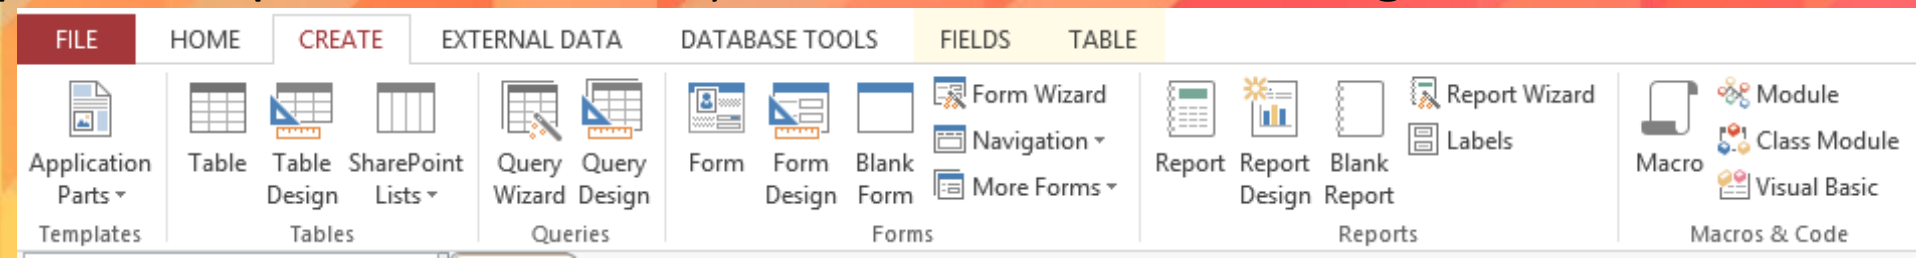 FILE HOME CREATE EXTERNAL DATA DATABASE TOOLS FIELDS TABLE
Application Parts
Table
Table Design
SharePoint Lists
Query Wizard
Query Design
Form
Form Design
Blank Form
Form Wizard
Navigation
More Forms
Report
Report Design
Blank Report
Report Wizard
Labels
Macro
Module
Class Module
Visual Basic
Templates Tables Queries Forms Reports Macros & Code